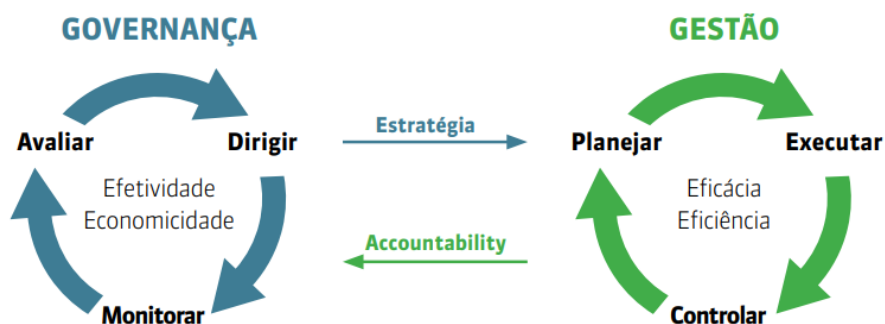 GOVERNANÇA
GESTÃO
Estratégia
Avaliar
Dirigir
Planejar
Executar
Efetividade
Economicidade
Eficácia
Eficiência
Accountability
Monitorar
Controlar